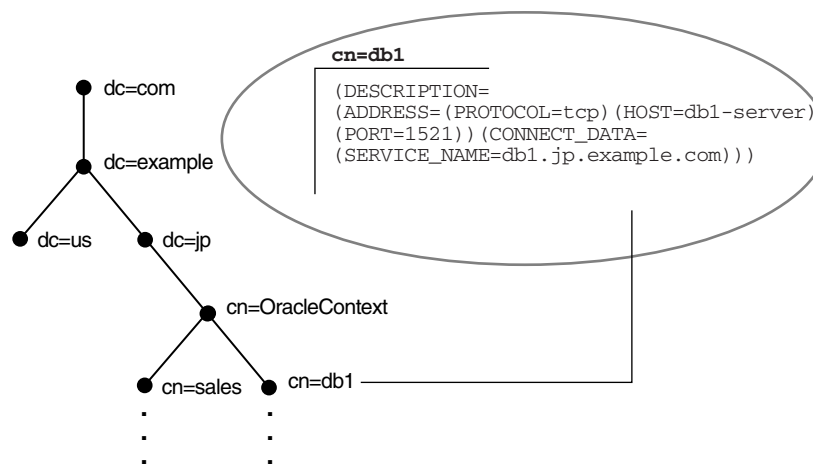 cn=db1
(DESCRIPTION=
(ADDRESS=(PROTOCOL=tcp)(HOST=db1-server)
(PORT=1521))(CONNECT_DATA=
(SERVICE_NAME=db1.jp.example.com)))
dc=com
dc=example
dc=us
dc=jp
cn=OracleContext
cn=sales
cn=db1